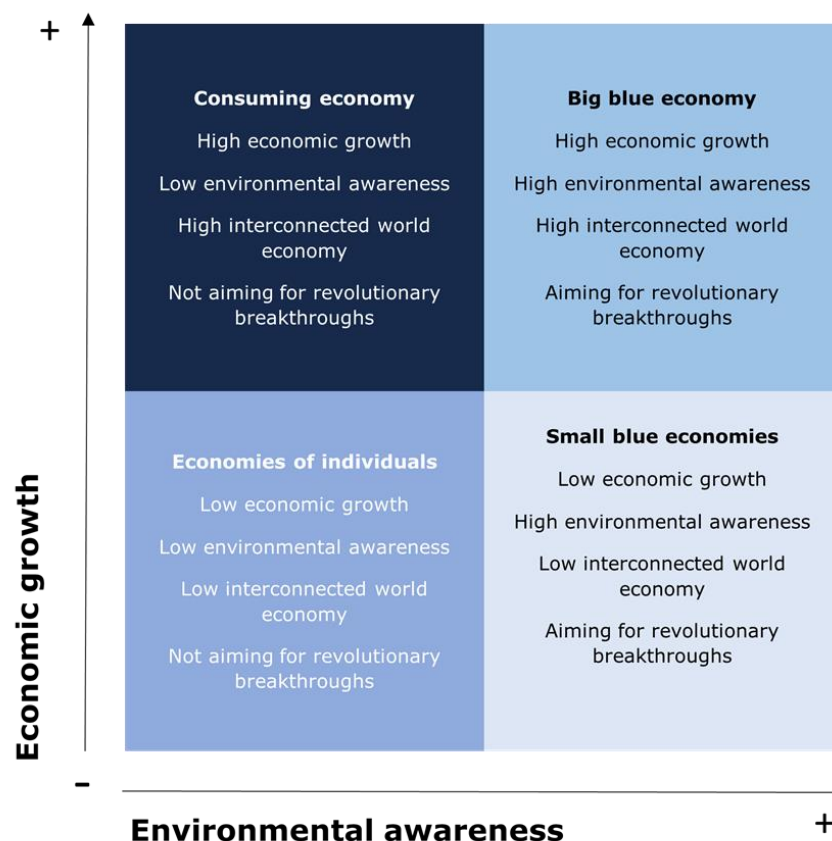 +
Consuming economy
High economic growth
Low environmental awareness
High interconnected world
economy
Not aiming for revolutionary
breakthroughs
Big blue economy
High economic growth
High environmental awareness
High interconnected world
economy
Aiming for revolutionary
breakthroughs
Economic growth
Economies of individuals
Low economic growth
Low environmental awareness
Low interconnected world
economy
Not aiming for revolutionary
breakthroughs
Small blue economies
Low economic growth
High environmental awareness
Low interconnected world
economy
Aiming for revolutionary
breakthroughs
-
Environmental awareness
+